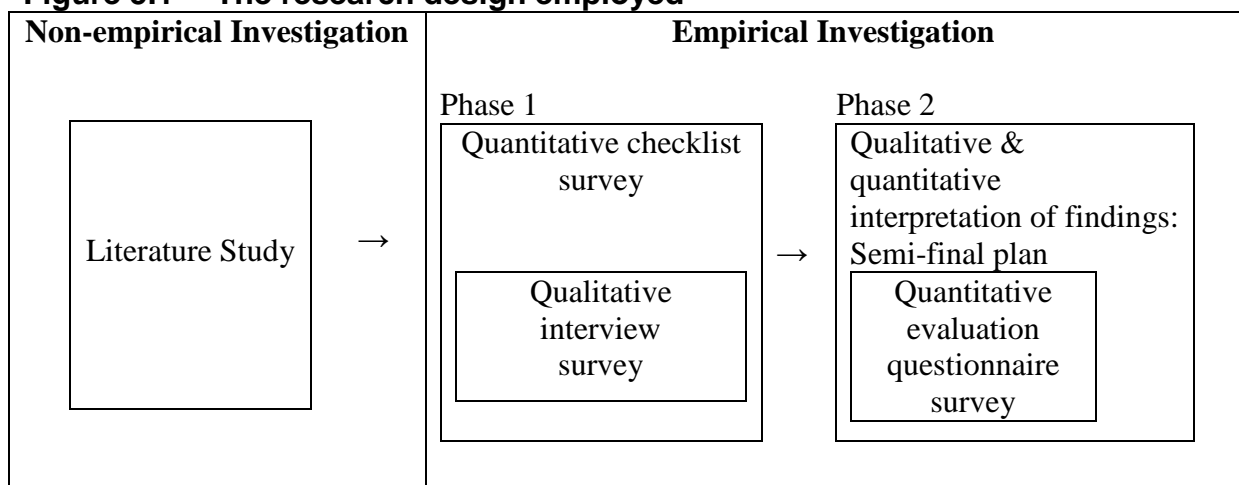 Figure The research design employed
Non-empirical Investigation
Literature Study
→
Empirical Investigation
Phase 1
Quantitative checklist
survey
Qualitative
interview
survey
→
Phase 2
Qualitative &
quantitative
interpretation of findings:
Semi-final plan
Quantitative
evaluation
questionnaire
survey